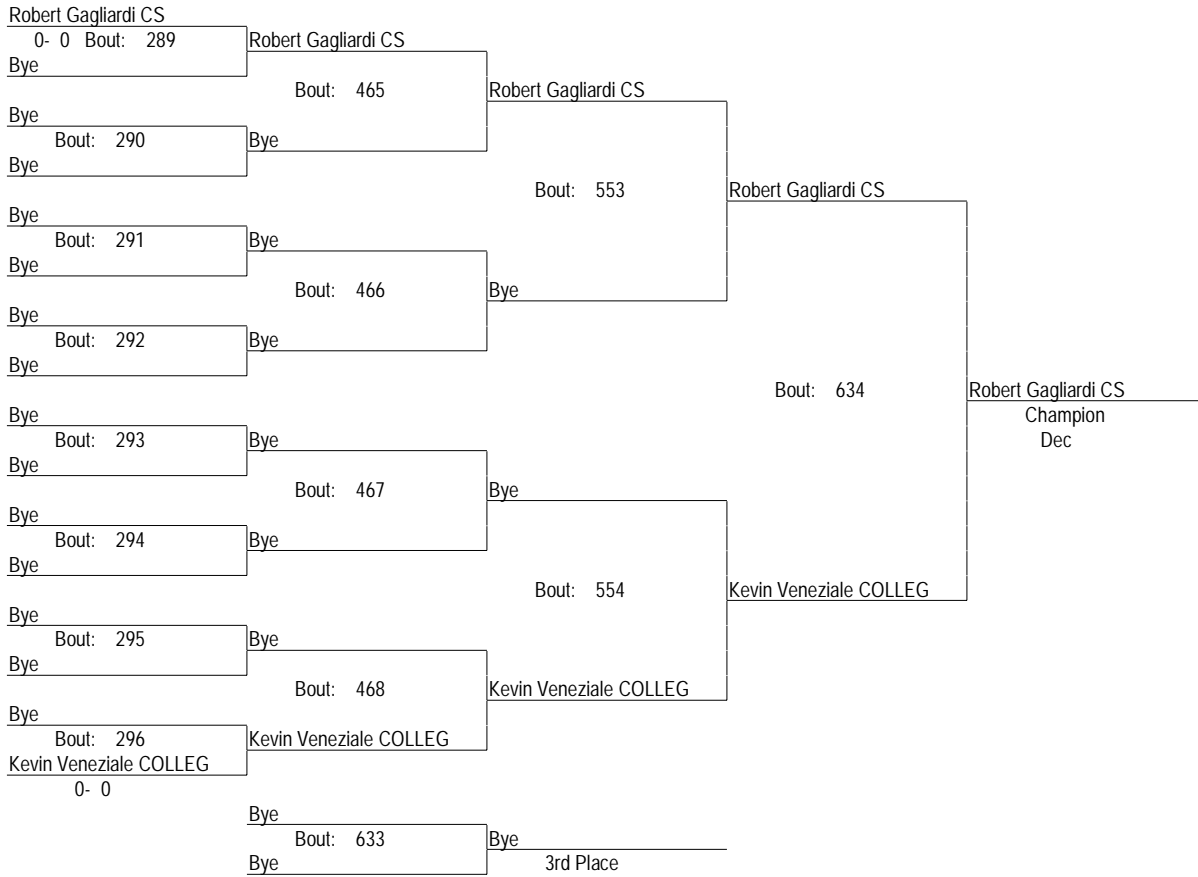 Robert Gagliardi CS
0- 0 Bout: 289
Bye
Robert Gagliardi CS
Bout: 465
Robert Gagliardi CS
Bye
Bout: 290
Bye
Bye
Bout: 553
Robert Gagliardi CS
Bye
Bout: 291
Bye
Bye
Bout: 466
Bye
Bye
Bout: 292
Bye
Bye
Bout: 634
Robert Gagliardi CS
Champion
Dec
Bye
Bout: 293
Bye
Bye
Bout: 467
Bye
Bye
Bout: 294
Bye
Bye
Bout: 554
Kevin Veneziale COLLEG
Bye
Bout: 295
Bye
Bye
Bout: 468
Kevin Veneziale COLLEG
Bye
Bout: 296
Kevin Veneziale COLLEG
Kevin Veneziale COLLEG
0- 0
Bye
Bout: 633
Bye
Bye
3rd Place